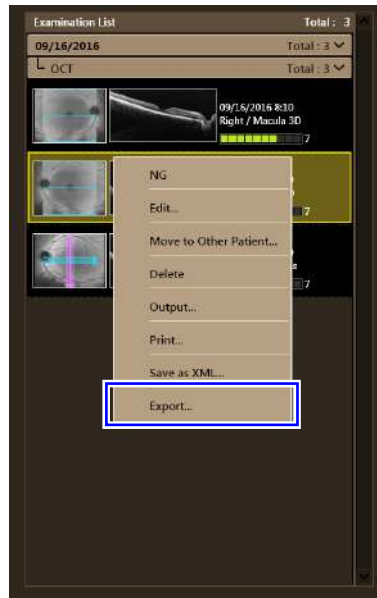 Examination List Total : 3
09/16/2016 Total : 3
OCT Total : 3
09/16/2016 8:10
Right / Macula 3D
7
NG
Edit...
7
Move to Other Patient...
Delete
7
Output...
Print...
Save as XML...
Export...